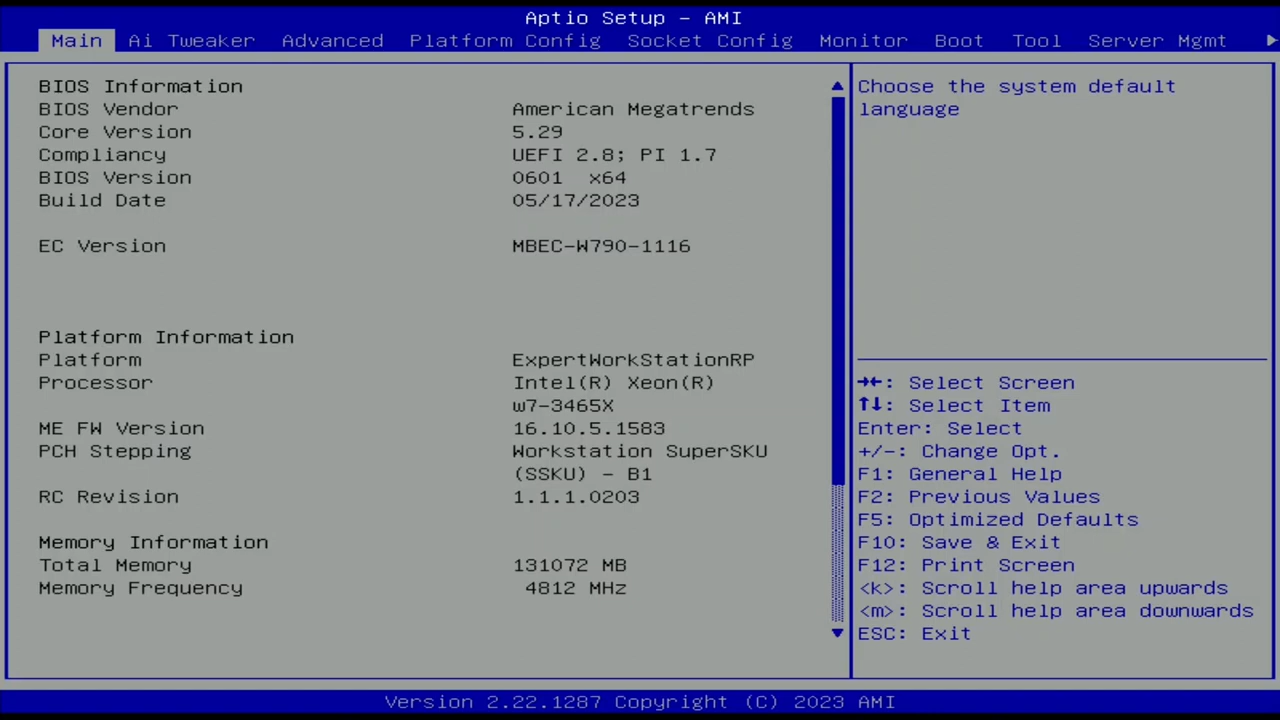 Aptio Setup - AMI
Main Ai Tweaker Advanced Platform Config Socket Config Monitor Boot Tool Server Mgmt
BIOS Information
BIOS Vendor American Megatrends
Core Version 5.29
Compliancy UEFI 2.8; PI 1.7
BIOS Version 0601 x64
Build Date 05/17/2023
EC Version MBEC-W790-1116
Platform Information
Platform ExpertWorkStationRP
Processor Intel(R) Xeon(R)
w7-3465X
ME FW Version 16.10.5.1583
PCH Stepping Workstation SuperSKU
(SSKU) - B1
RC Revision 1.1.1.0203
Memory Information
Total Memory 131072 MB
Memory Frequency 4812 MHz
Choose the system default
language
→←: Select Screen
↑↓: Select Item
Enter: Select
+/-: Change Opt.
F1: General Help
F2: Previous Values
F5: Optimized Defaults
F10: Save & Exit
F12: Print Screen
<k>: Scroll help area upwards
<m>: Scroll help area downwards
ESC: Exit
Version 2.22.1287 Copyright (C) 2023 AMI